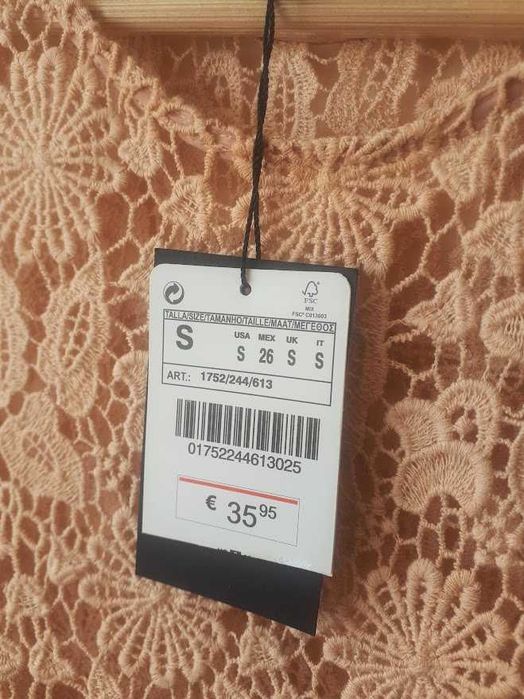 FSC
MIX
FSC® C013603
TALLA/SIZE/TAMANHO/TAILLE/MAAT/ΜΕΓΕΘΟΣ
S
USA MEX UK IT
S 26 S S
ART.: 1752/244/613
01752244613025
€ 35 95